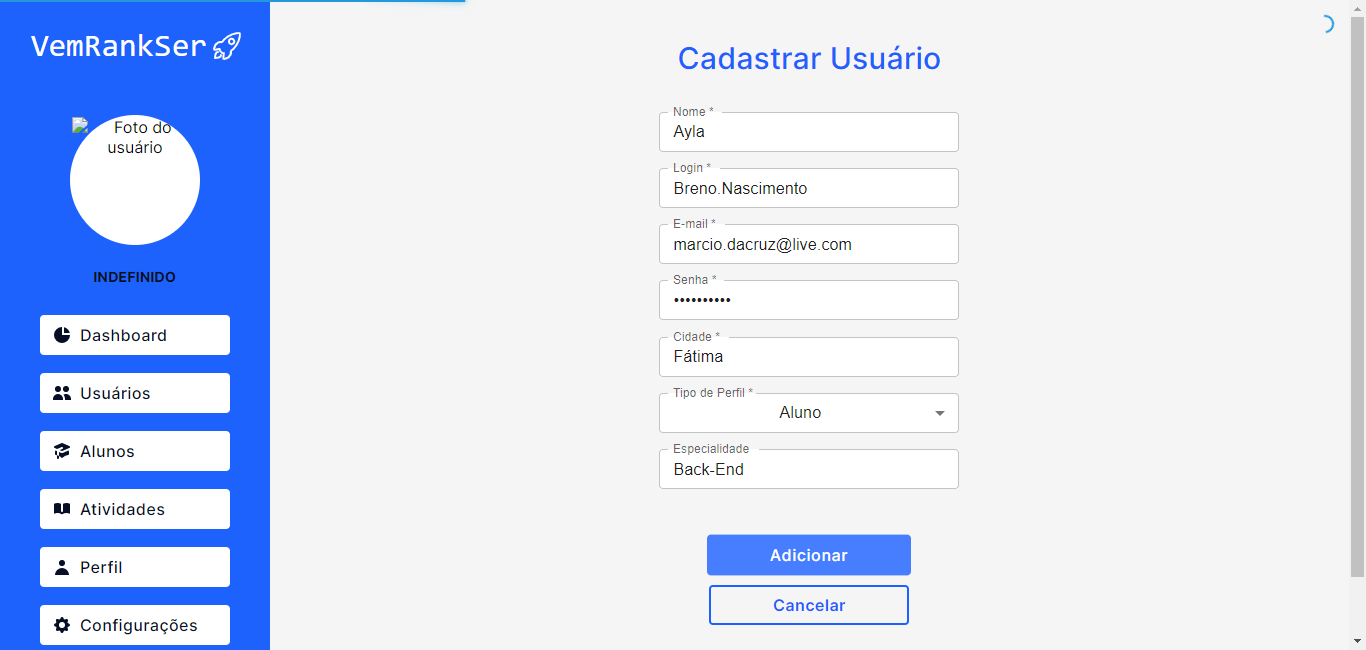 VemRankSer
Foto do
usuário
INDEFINIDO
Dashboard
Usuários
Alunos
Atividades
Perfil
Configurações
Cadastrar Usuário
Nome *
Ayla
Login *
Breno.Nascimento
E-mail *
marcio.dacruz@live.com
Senha *
••••••••••
Cidade *
Fátima
Tipo de Perfil *
Aluno
Especialidade
Back-End
Adicionar
Cancelar